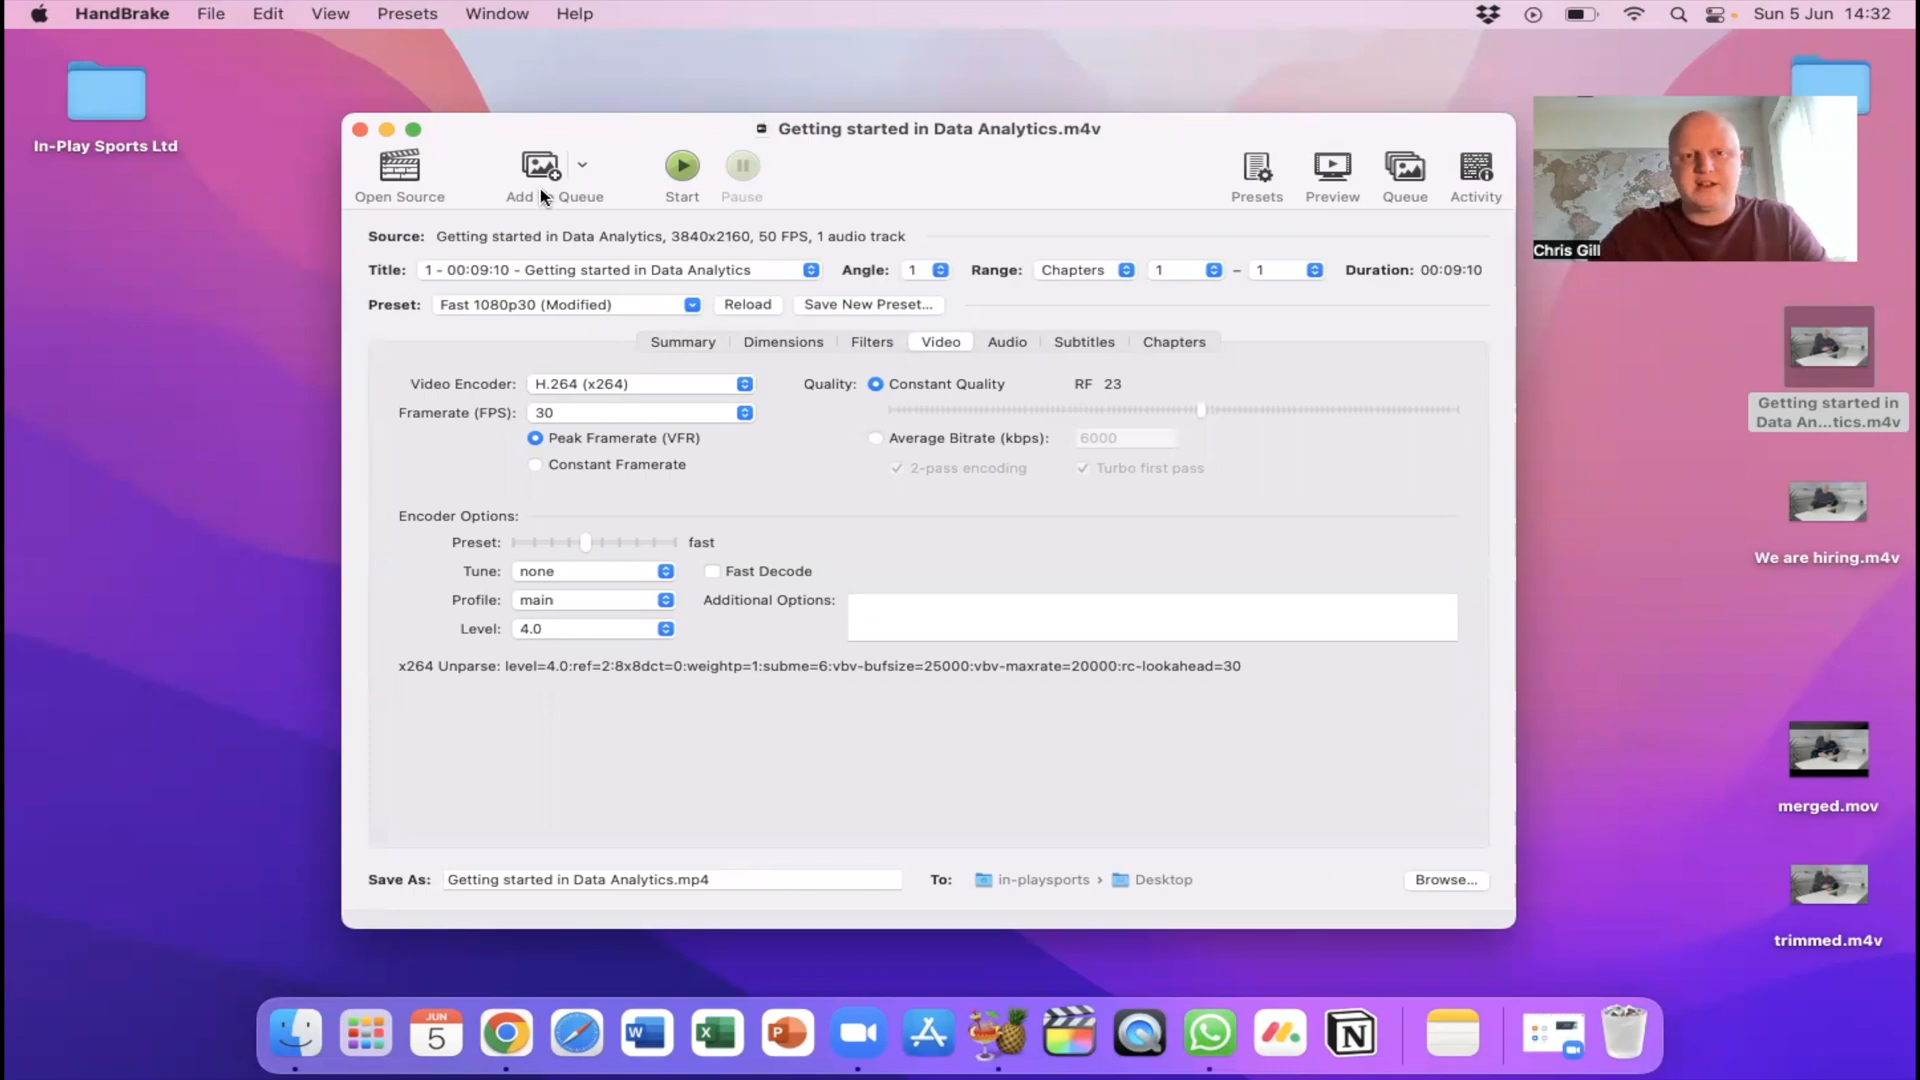 HandBrake File Edit View Presets Window Help Sun 5 Jun 14:32
In-Play Sports Ltd
Getting started in Data Analytics.m4v
Open Source Add Queue Start Pause Presets Preview Queue Activity
Chris Gill
Source: Getting started in Data Analytics, 3840x2160, 50 FPS, 1 audio track
Title: 1 - 00:09:10 - Getting started in Data Analytics Angle: 1 Range: Chapters 1 – 1 Duration: 00:09:10
Preset: Fast 1080p30 (Modified) Reload Save New Preset...
Summary Dimensions Filters Video Audio Subtitles Chapters
Video Encoder: H.264 (x264) Quality: Constant Quality RF 23
Framerate (FPS): 30
Peak Framerate (VFR) Average Bitrate (kbps): 6000
Constant Framerate 2-pass encoding Turbo first pass
Encoder Options:
Preset: fast
Tune: none Fast Decode
Profile: main Additional Options:
Level: 4.0
x264 Unparse: level=4.0:ref=2:8x8dct=0:weightp=1:subme=6:vbv-bufsize=25000:vbv-maxrate=20000:rc-lookahead=30
Save As: Getting started in Data Analytics.mp4 To: in-playsports › Desktop Browse...
Getting started in
Data An...tics.m4v
We are hiring.m4v
merged.mov
trimmed.m4v
JUN
5
W
X
P
N